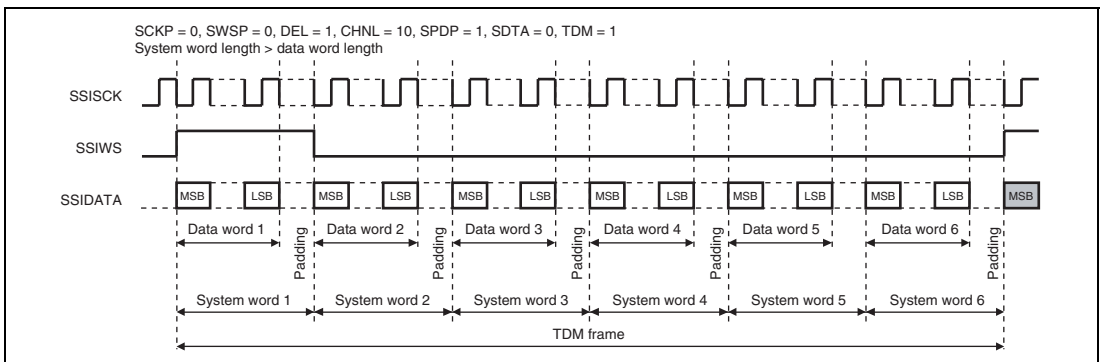 SCKP = 0, SWSP = 0, DEL = 1, CHNL = 10, SPDP = 1, SDTA = 0, TDM = 1
System word length > data word length
SSISCK
SSIWS
SSIDATA
MSB LSB MSB LSB MSB LSB MSB LSB MSB LSB MSB LSB MSB
Data word 1 Data word 2 Data word 3 Data word 4 Data word 5 Data word 6
Padding Padding Padding Padding Padding Padding
System word 1 System word 2 System word 3 System word 4 System word 5 System word 6
TDM frame